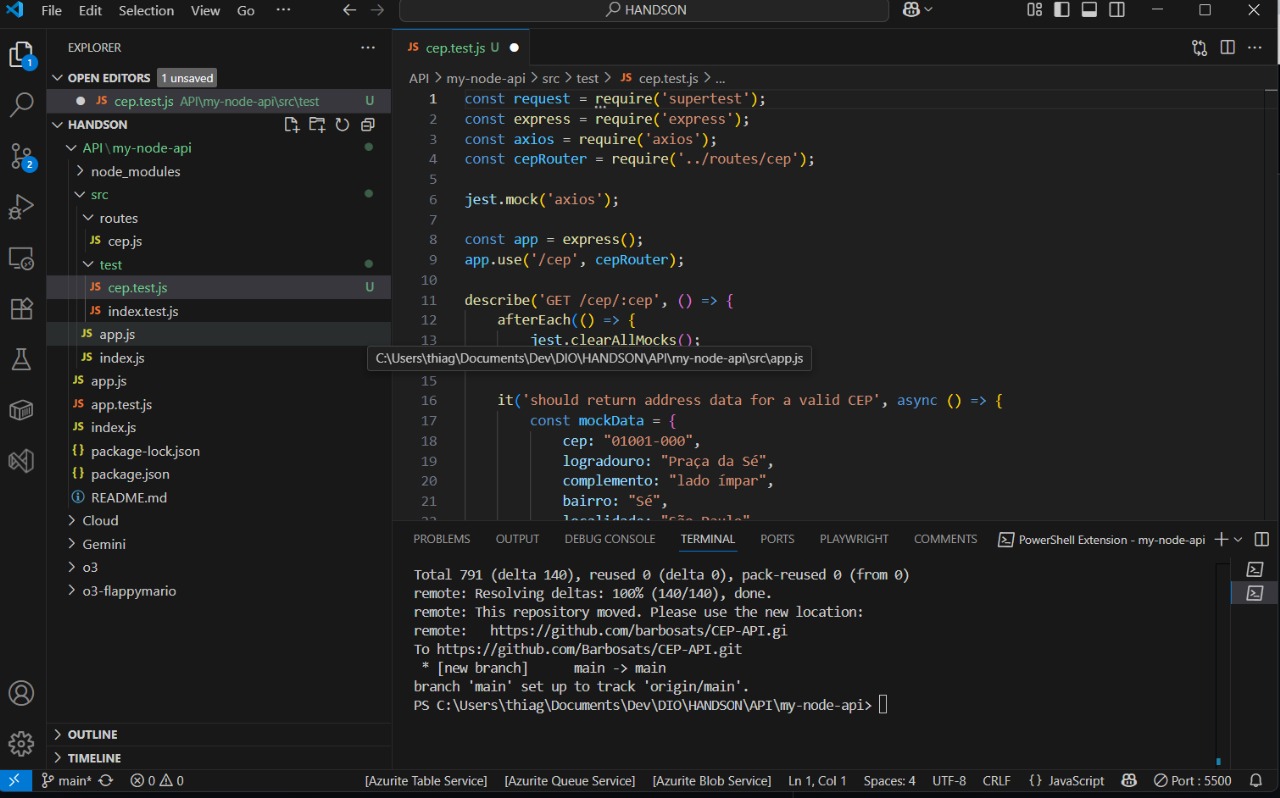 File Edit Selection View Go ··· HANDSON
EXPLORER ···
OPEN EDITORS 1 unsaved
JS cep.test.js API\my-node-api\src\test U
HANDSON
API\my-node-api
node_modules
src
routes
JS cep.js
test
JS cep.test.js U
JS index.test.js
JS app.js
JS index.js
JS app.js
JS app.test.js
JS index.js
{} package-lock.json
{} package.json
README.md
Cloud
Gemini
o3
o3-flappymario
OUTLINE
TIMELINE
1
2
JS cep.test.js U
API > my-node-api > src > test > JS cep.test.js > ...
1 const request = require('supertest');
2 const express = require('express');
3 const axios = require('axios');
4 const cepRouter = require('../routes/cep');
5
6 jest.mock('axios');
7
8 const app = express();
9 app.use('/cep', cepRouter);
10
11 describe('GET /cep/:cep', () => {
12 afterEach(() => {
13 jest.clearAllMocks();
C:\Users\thiag\Documents\Dev\DIO\HANDSON\API\my-node-api\src\app.js
15
16 it('should return address data for a valid CEP', async () => {
17 const mockData = {
18 cep: "01001-000",
19 logradouro: "Praça da Sé",
20 complemento: "lado ímpar",
21 bairro: "Sé",
22 localidade: "São Paulo"
PROBLEMS OUTPUT DEBUG CONSOLE TERMINAL PORTS PLAYWRIGHT COMMENTS PowerShell Extension - my-node-api
Total 791 (delta 140), reused 0 (delta 0), pack-reused 0 (from 0)
remote: Resolving deltas: 100% (140/140), done.
remote: This repository moved. Please use the new location:
remote: https://github.com/barbosats/CEP-API.gi
To https://github.com/Barbosats/CEP-API.git
* [new branch] main -> main
branch 'main' set up to track 'origin/main'.
PS C:\Users\thiag\Documents\Dev\DIO\HANDSON\API\my-node-api>
main* 0 0 [Azurite Table Service] [Azurite Queue Service] [Azurite Blob Service] Ln 1, Col 1 Spaces: 4 UTF-8 CRLF {} JavaScript Port : 5500